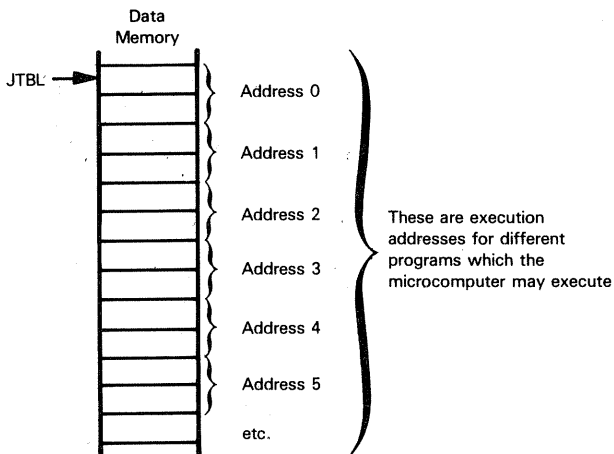 Data
Memory
JTBL
Address 0
Address 1
Address 2
Address 3
Address 4
Address 5
etc.
These are execution
addresses for different
programs which the
microcomputer may execute